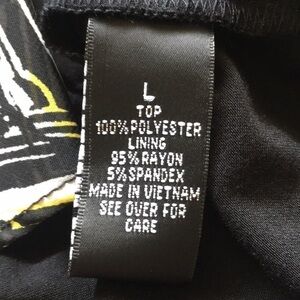 L
TOP
100% POLYESTER
LINING
95% RAYON
5% SPANDEX
MADE IN VIETNAM
SEE OVER FOR
CARE